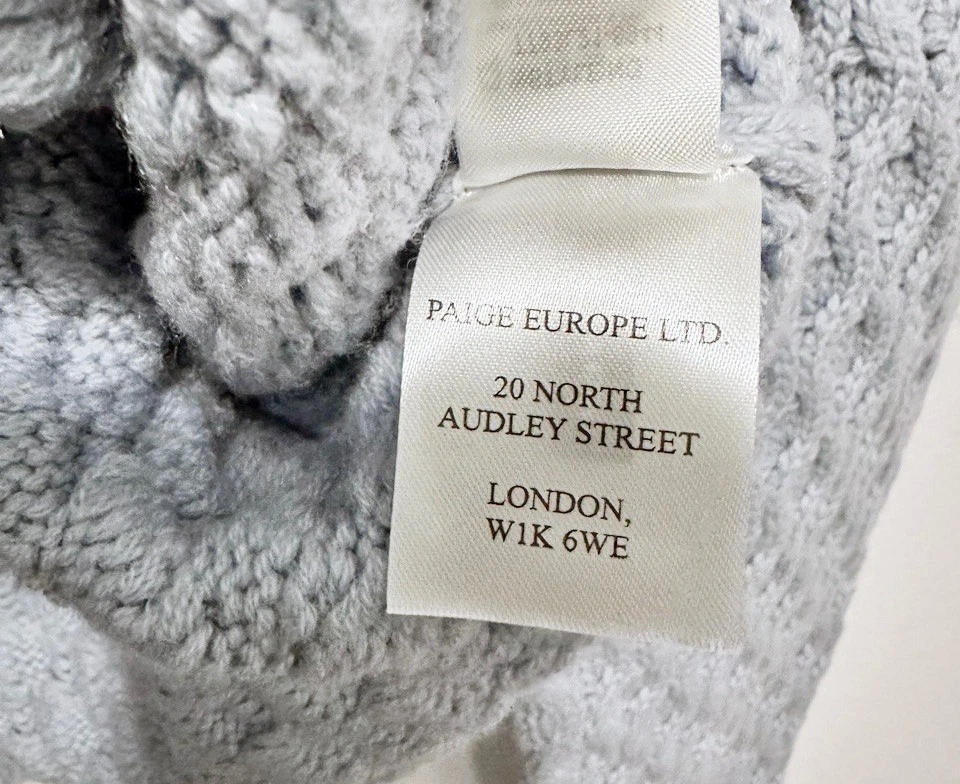 PAIGE EUROPE LTD.
20 NORTH
AUDLEY STREET
LONDON,
W1K 6WE